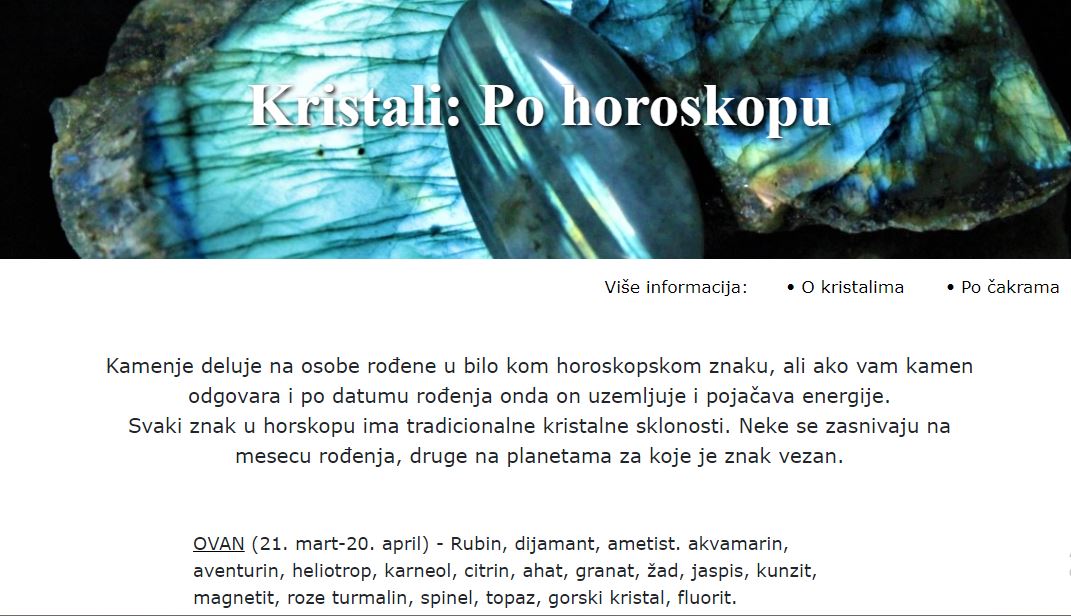 Kristali: Po horoskopu
Više informacija: • O kristalima • Po čakrama
Kamenje deluje na osobe rođene u bilo kom horoskopskom znaku, ali ako vam kamen
odgovara i po datumu rođenja onda on uzemljuje i pojačava energije.
Svaki znak u horskopu ima tradicionalne kristalne sklonosti. Neke se zasnivaju na
mesecu rođenja, druge na planetama za koje je znak vezan.
OVAN (21. mart-20. april) - Rubin, dijamant, ametist. akvamarin,
aventurin, heliotrop, karneol, citrin, ahat, granat, žad, jaspis, kunzit,
magnetit, roze turmalin, spinel, topaz, gorski kristal, fluorit.